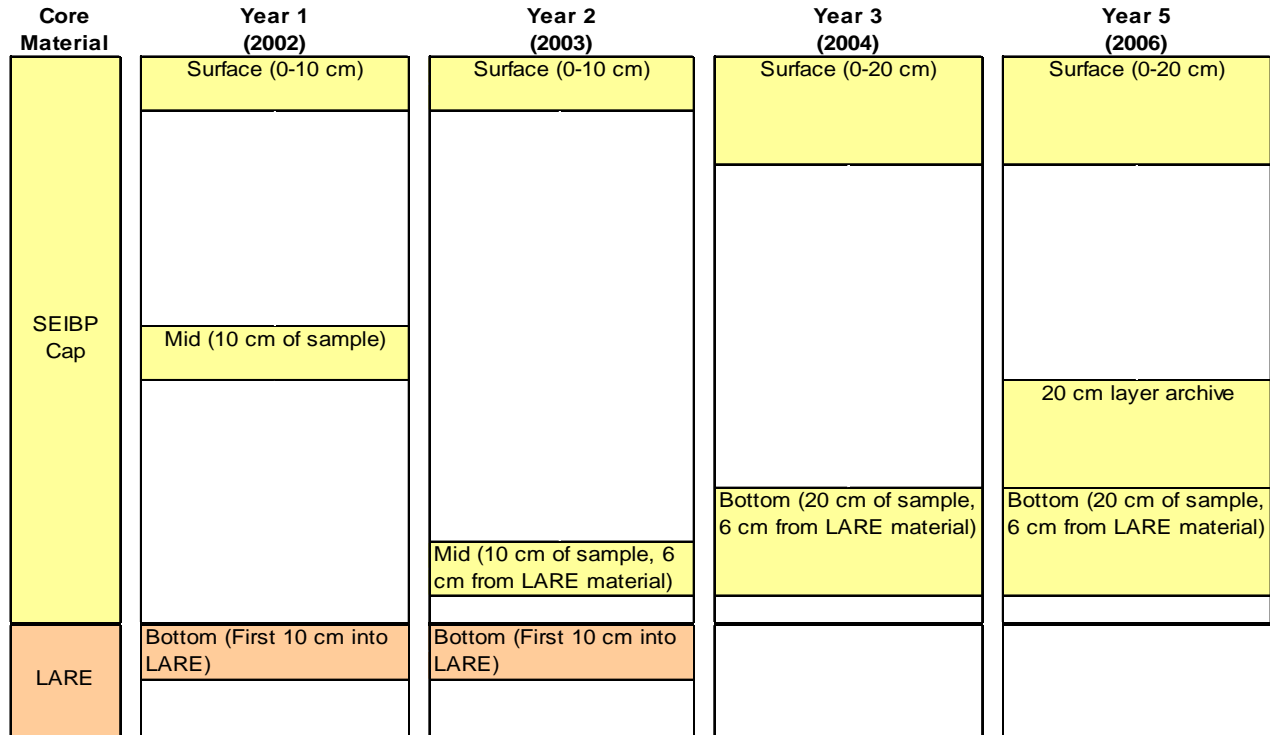 Core
Material
Year 1
(2002)
Year 2
(2003)
Year 3
(2004)
Year 5
(2006)
SEIBP
Cap
LARE
Surface (0-10 cm)
Mid (10 cm of sample)
Bottom (First 10 cm into
LARE)
Surface (0-10 cm)
Mid (10 cm of sample, 6
cm from LARE material)
Bottom (First 10 cm into
LARE)
Surface (0-20 cm)
Bottom (20 cm of sample,
6 cm from LARE material)
Surface (0-20 cm)
20 cm layer archive
Bottom (20 cm of sample,
6 cm from LARE material)